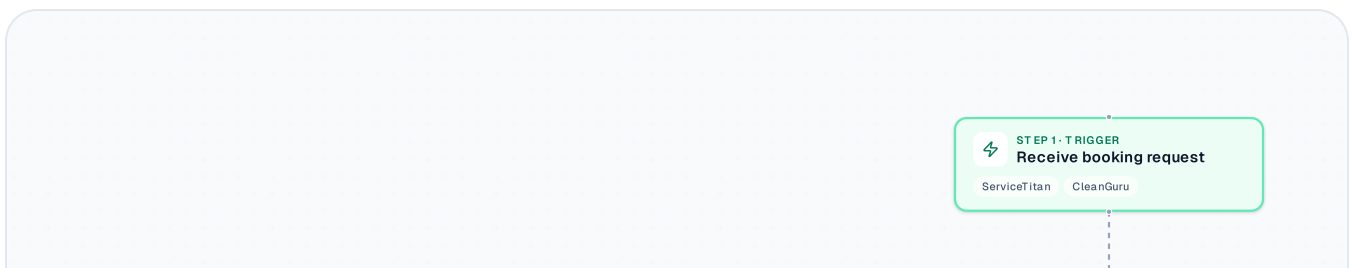 STEP 1 · TRIGGER
Receive booking request
ServiceTitan CleanGuru